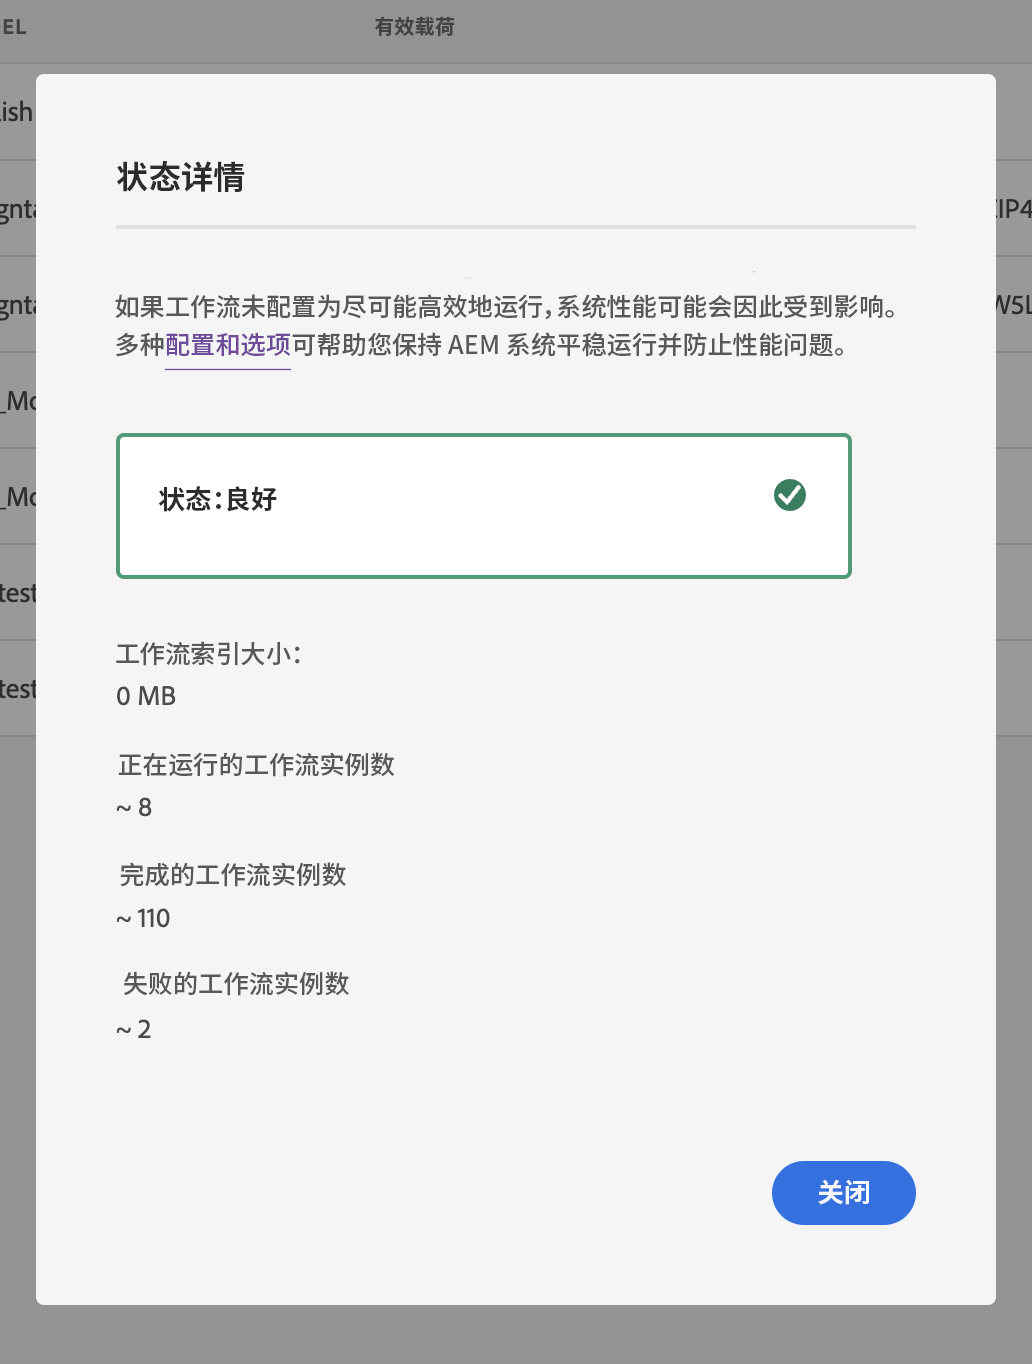 EL
有效载荷
状态详情
如果工作流未配置为尽可能高效地运行，系统性能可能会因此受到影响。
多种配置和选项可帮助您保持 AEM 系统平稳运行并防止性能问题。
状态：良好
工作流索引大小：
0 MB
正在运行的工作流实例数
~ 8
完成的工作流实例数
~ 110
失败的工作流实例数
~ 2
关闭
lish
gnta
IP4
gnta
W5L
_Mo
_Mo
test
test